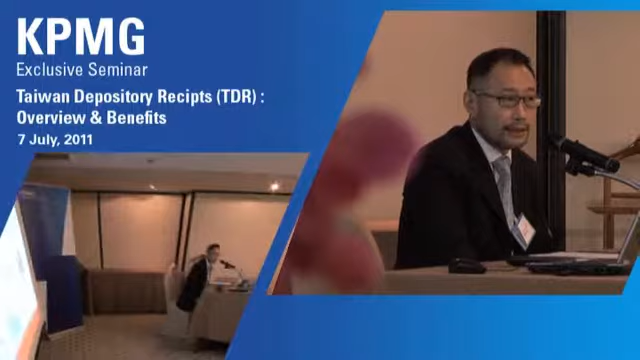 KPMG
Exclusive Seminar
Taiwan Depository Recipts (TDR) :
Overview & Benefits
7 July, 2011